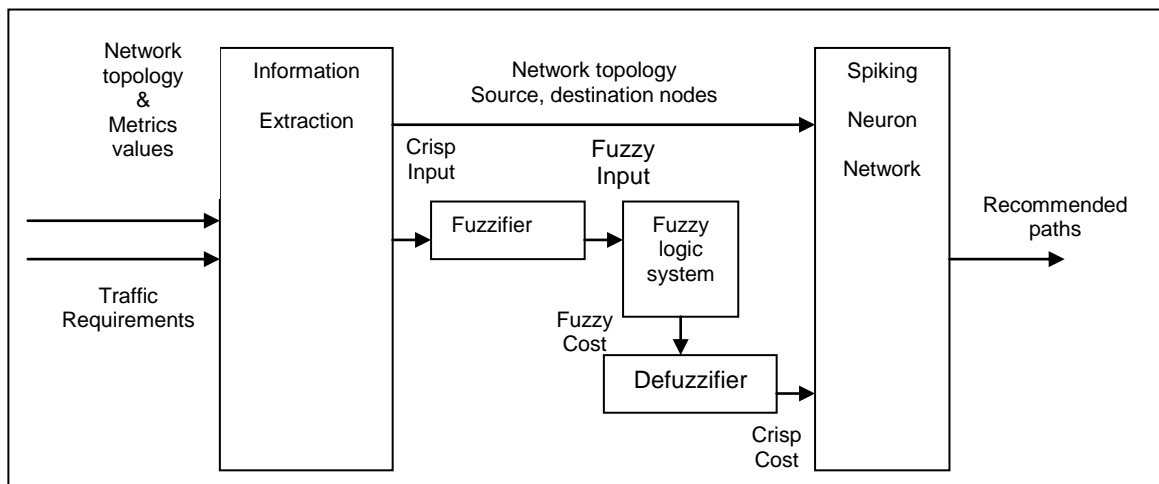 Network
topology
&
Metrics
values
Traffic
Requirements
Information
Extraction
Network topology
Source, destination nodes
Crisp
Input
Fuzzifier
Fuzzy
Input
Fuzzy
logic
system
Fuzzy
Cost
Defuzzifier
Crisp
Cost
Spiking
Neuron
Network
Recommended
paths